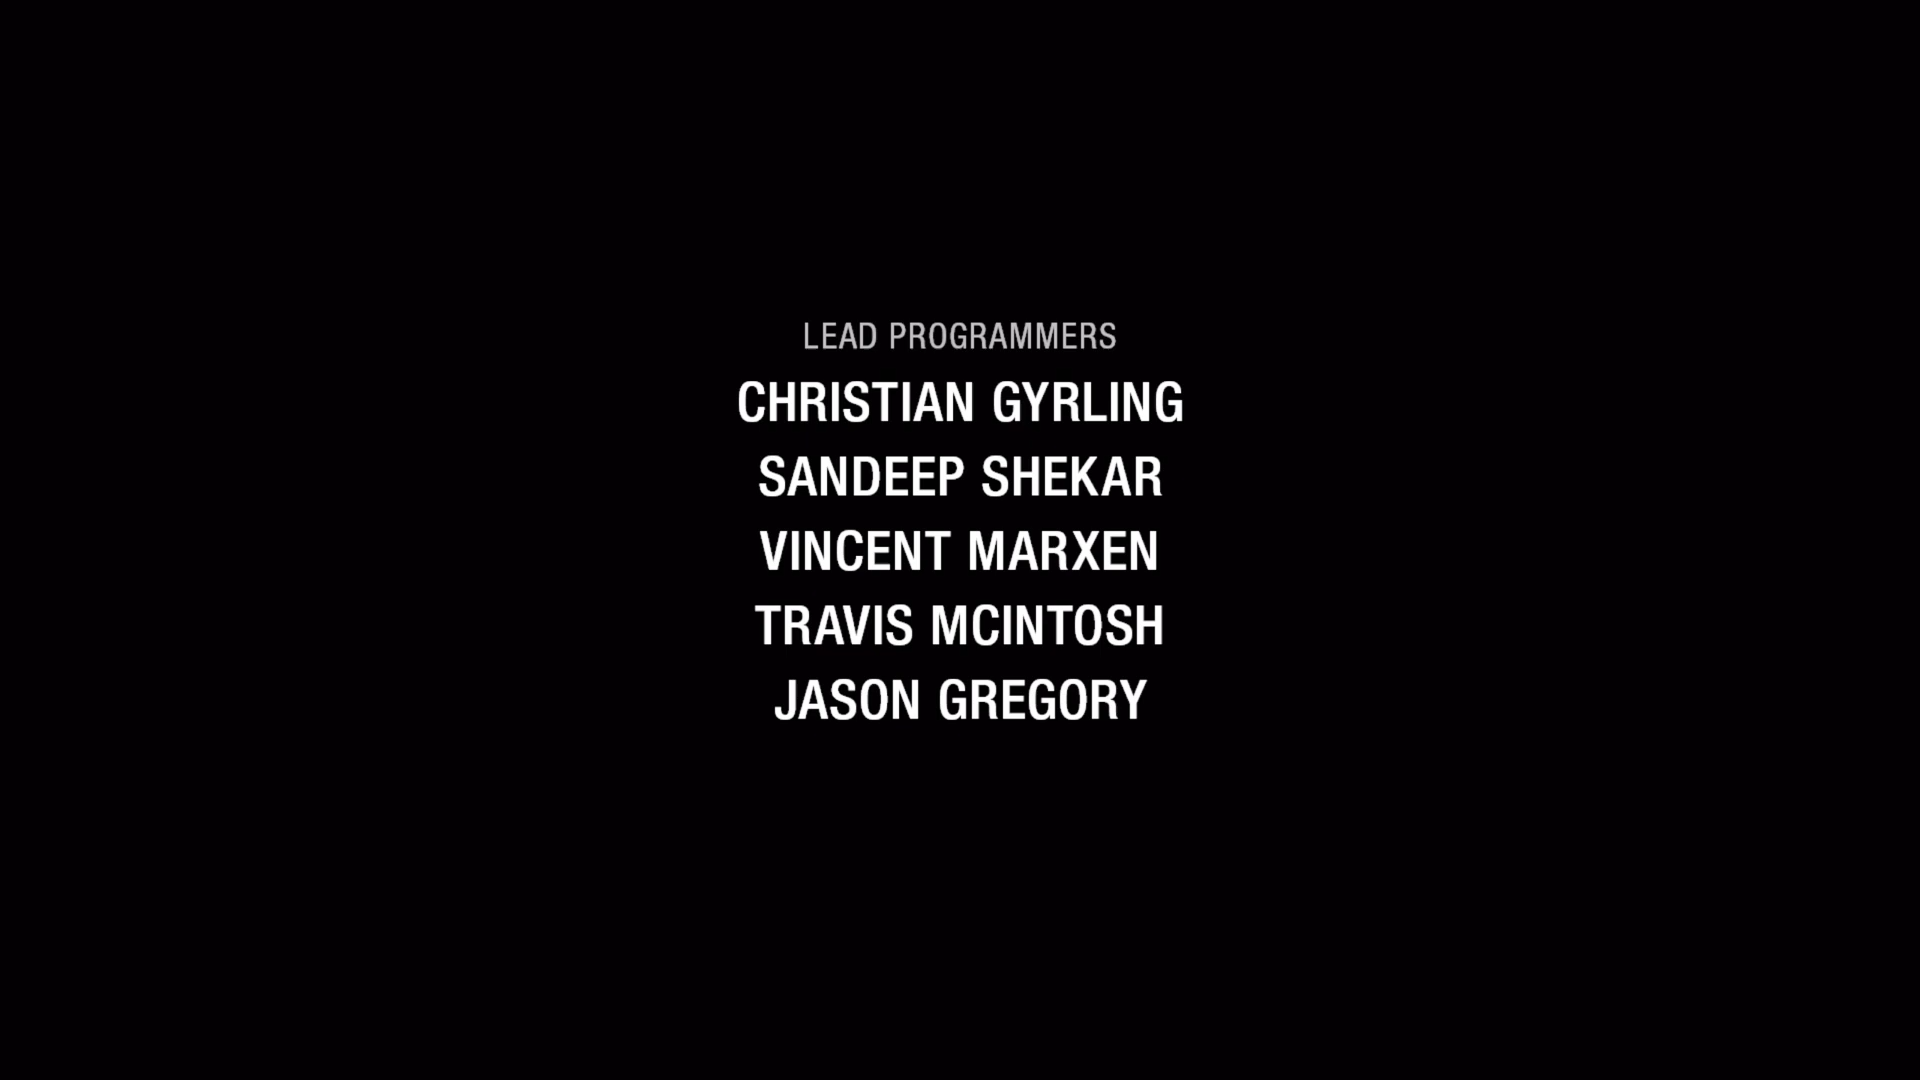 LEAD PROGRAMMERS
CHRISTIAN GYRLING
SANDEEP SHEKAR
VINCENT MARXEN
TRAVIS MCINTOSH
JASON GREGORY